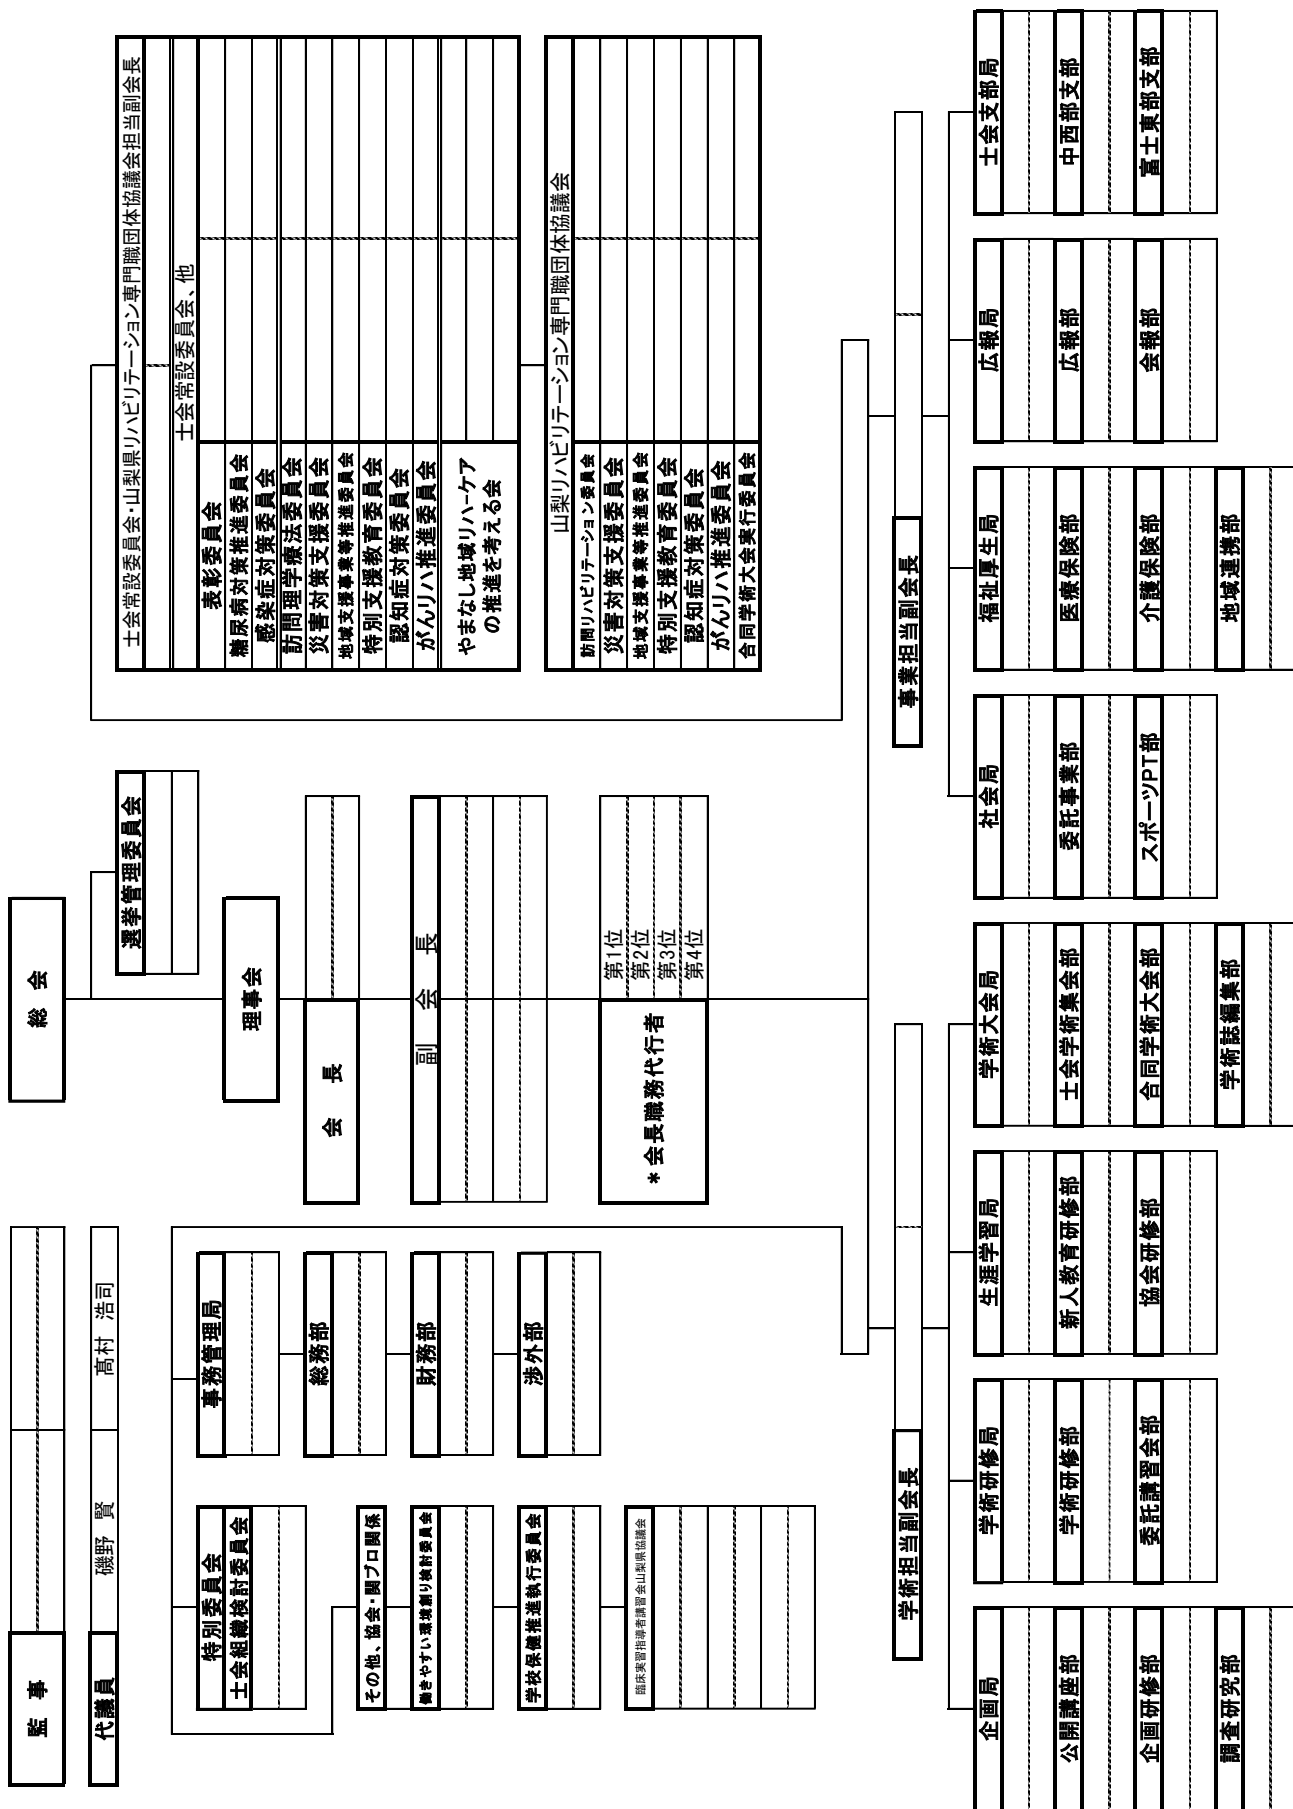 監　事
代議員
磯野　賢
髙村　浩司
総　会
選挙管理委員会
理事会
会　長
副　会　長
＊会長職務代行者
第1位
第2位
第3位
第4位
特別委員会
士会組織検討委員会
その他、協会・関ブロ関係
働きやすい環境創り検討委員会
学校保健推進執行委員会
臨床実習指導者講習会山梨県協議会
事務管理局
総務部
財務部
渉外部
士会常設委員会・山梨県リハビリテーション専門職団体協議会担当副会長
士会常設委員会、他
表彰委員会
糖尿病対策推進委員会
感染症対策委員会
訪問理学療法委員会
災害対策支援委員会
地域支援事業等推進委員会
特別支援教育委員会
認知症対策委員会
がんリハ推進委員会
やまなし地域リハ・ケア
の推進を考える会
山梨リハビリテーション専門職団体協議会
訪問リハビリテーション委員会
災害対策支援委員会
地域支援事業等推進委員会
特別支援教育委員会
認知症対策委員会
がんリハ推進委員会
合同学術大会実行委員会
学術担当副会長
企画局
公開講座部
企画研修部
調査研究部
学術研修局
学術研修部
委託講習会部
生涯学習局
新人教育研修部
協会研修部
学術大会局
士会学術集会部
合同学術大会部
学術誌編集部
事業担当副会長
社会局
委託事業部
スポーツPT部
福祉厚生局
医療保険部
介護保険部
地域連携部
広報局
広報部
会報部
士会支部局
中西部支部
富士東部支部